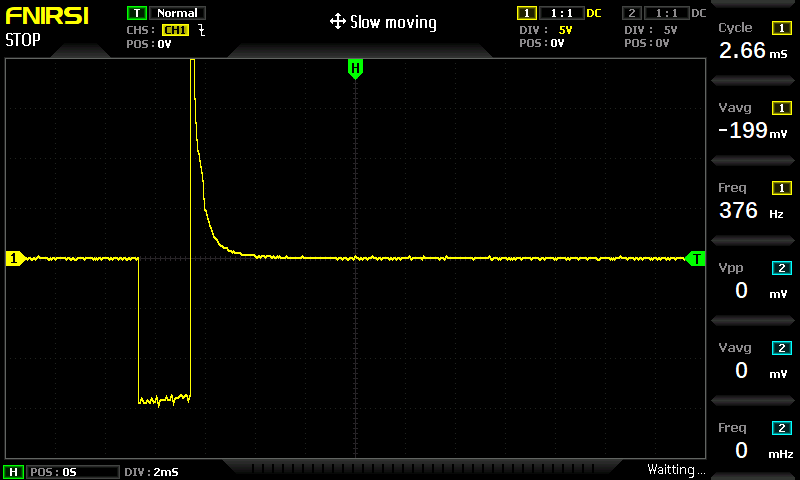 FNIRSI
STOP
T Normal
CHS: CH1
POS: 0V
Slow moving
1 1:1 DC
DIV: 5V
POS: 0V
2 1:1 DC
DIV: 5V
POS: 0V
H
1
T
Cycle 1
2.66 mS
Vavg 1
-199 mV
Freq 1
376 Hz
Vpp 2
0 mV
Vavg 2
0 mV
Freq 2
0 mHz
H POS: 0S DIV: 2mS
Waitting...